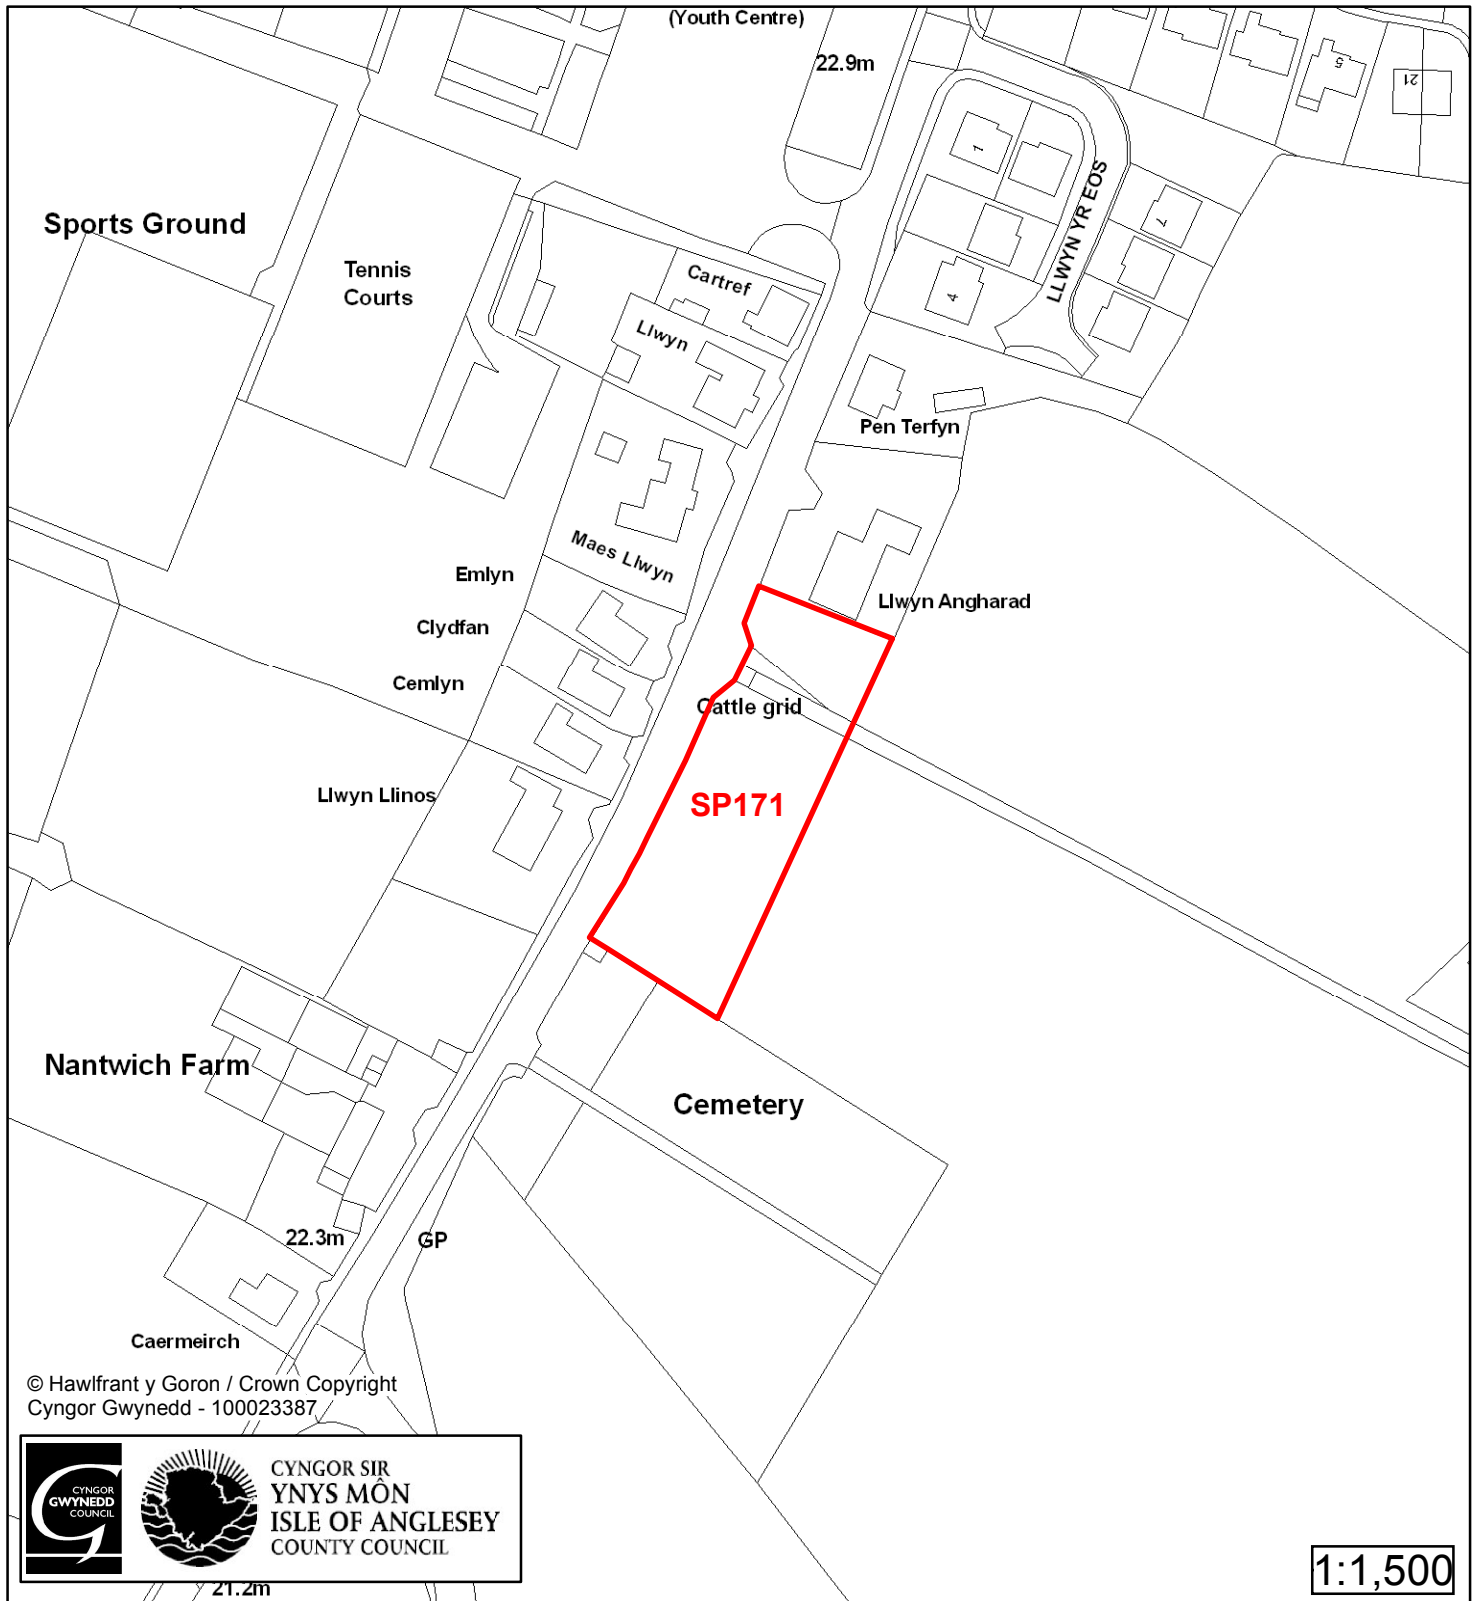 (Youth Centre)
22.9m
5
21
1
LLWYN YR EOS
7
4
Sports Ground
Tennis
Courts
Cartref
Llwyn
Pen Terfyn
Maes Llwyn
Emlyn
Llwyn Angharad
Clydfan
Cemlyn
Cattle grid
Llwyn Llinos
SP171
Nantwich Farm
Cemetery
22.3m
GP
Caermeirch
© Hawlfrant y Goron / Crown Copyright
Cyngor Gwynedd - 100023387
CYNGOR
GWYNEDD
COUNCIL
CYNGOR SIR
YNYS MÔN
ISLE OF ANGLESEY
COUNTY COUNCIL
21.2m
1:1,500